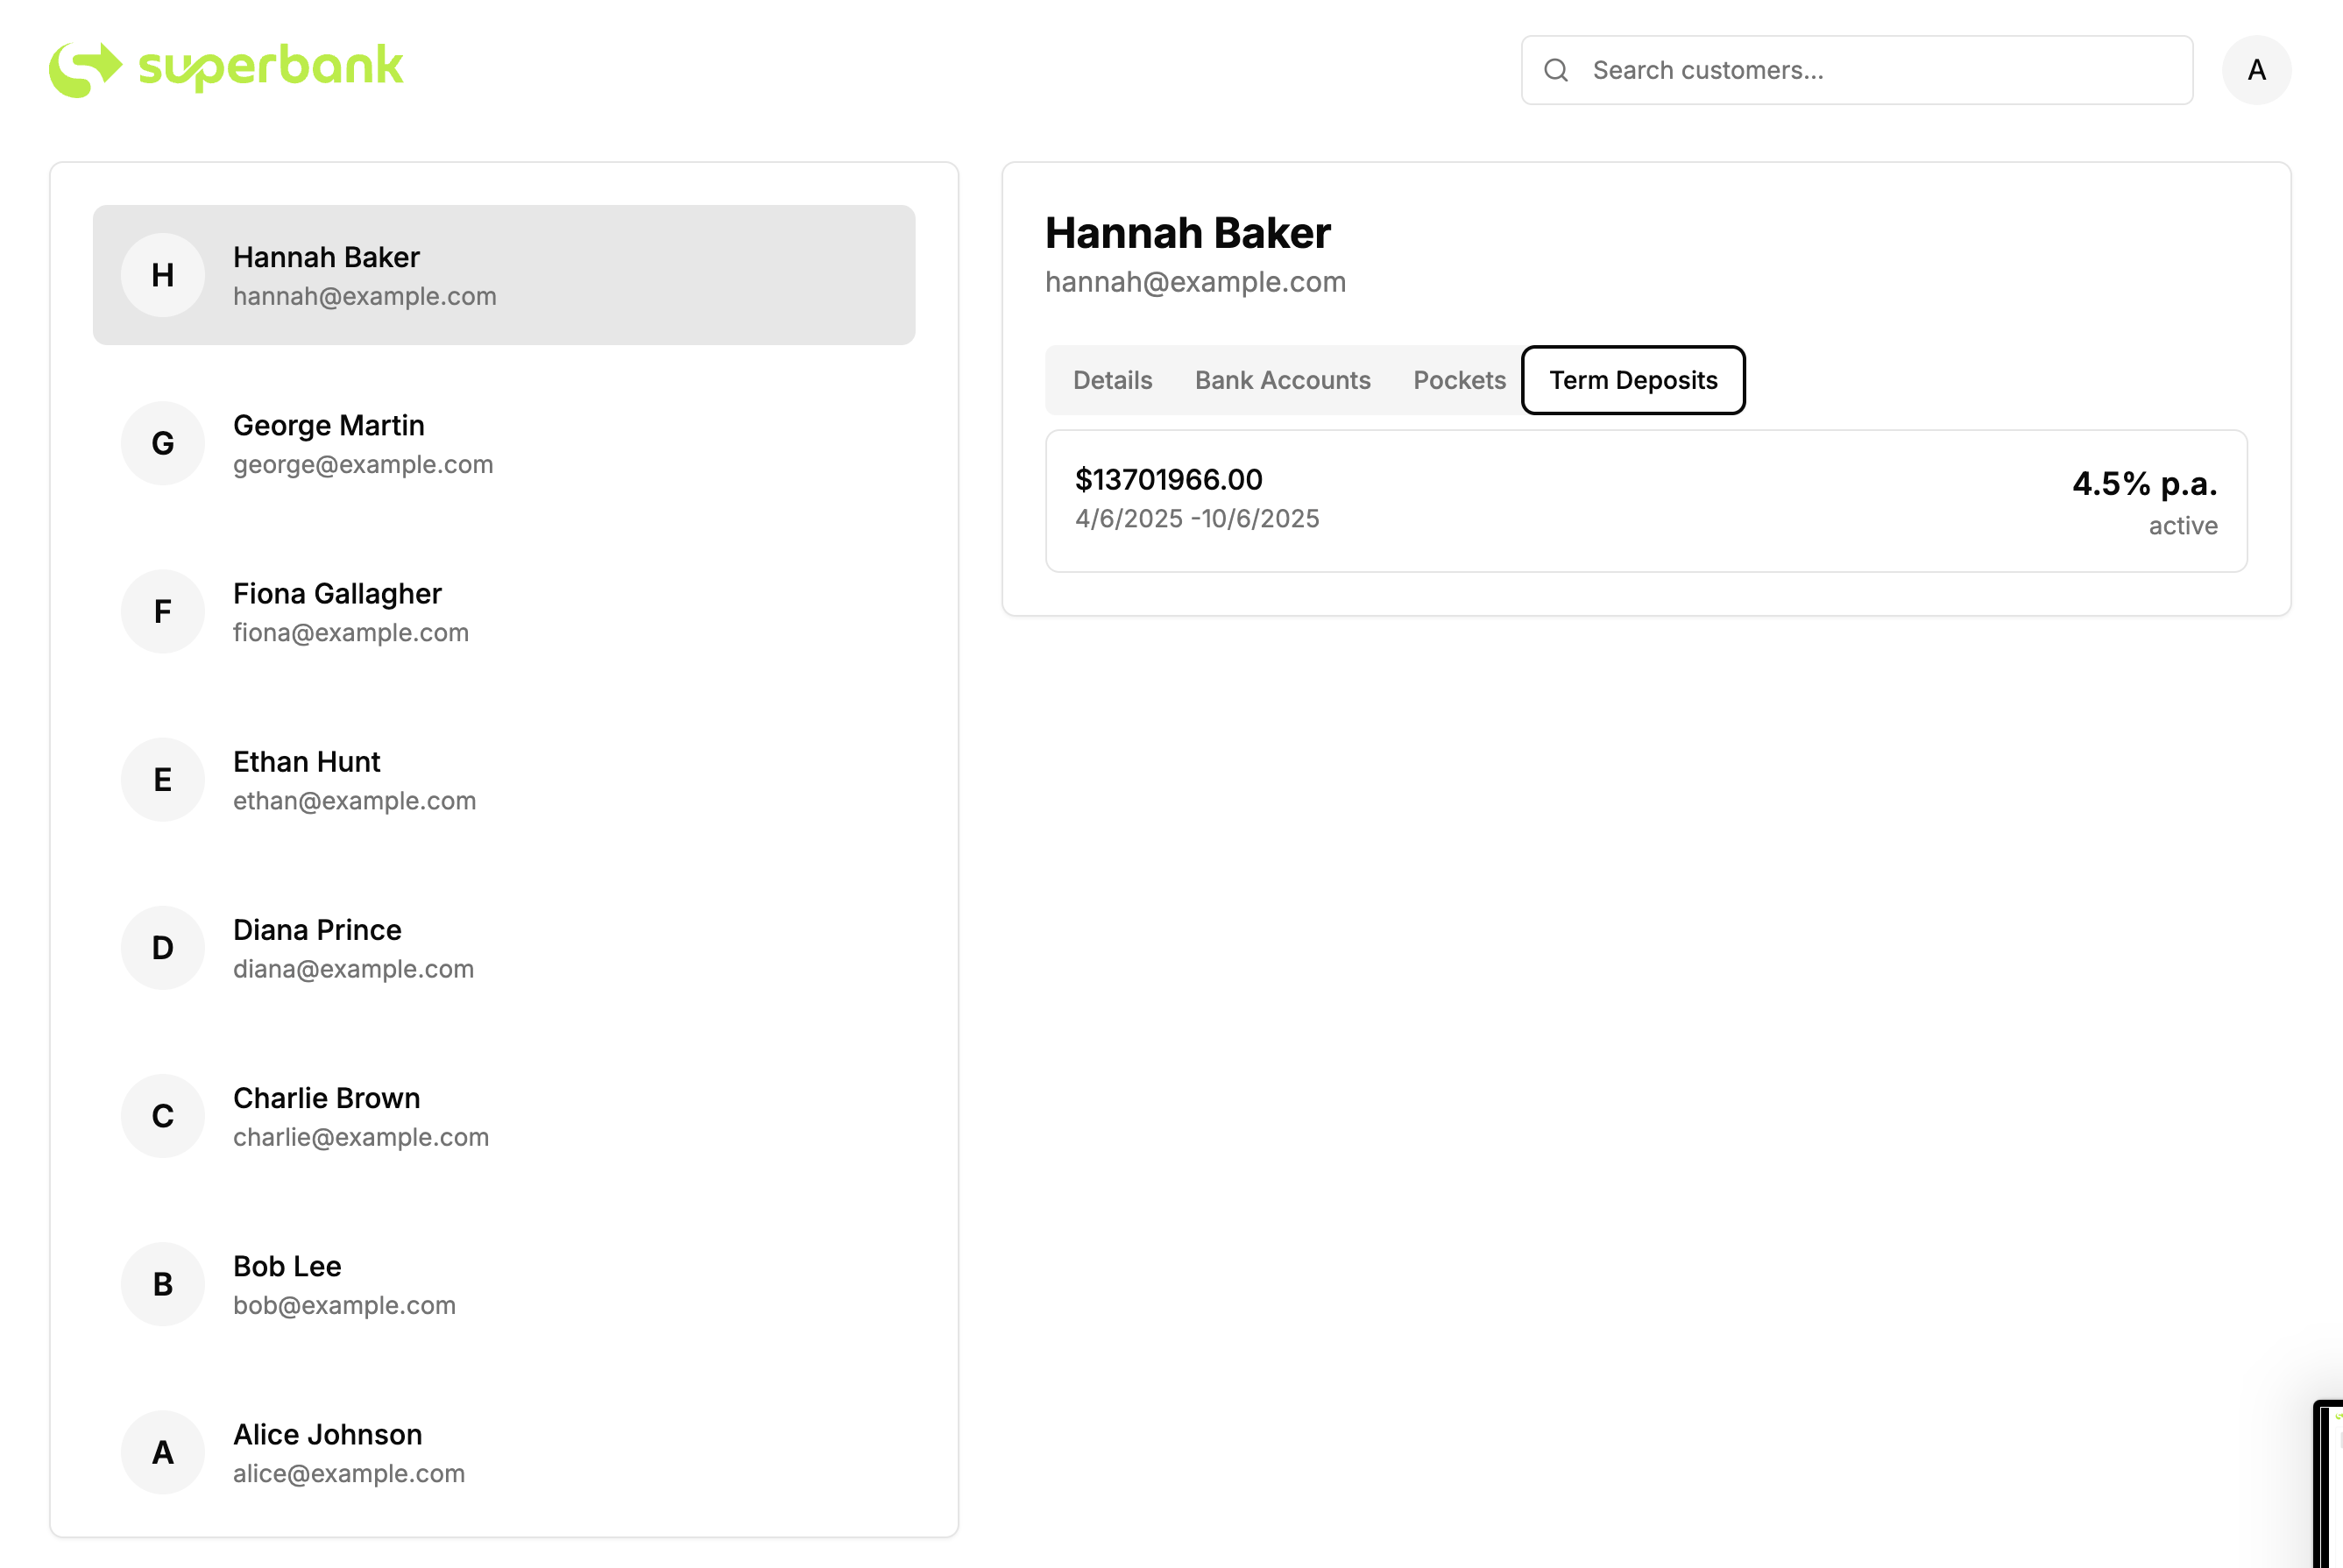 superbank
Search customers...
A
H
Hannah Baker
hannah@example.com
G
George Martin
george@example.com
F
Fiona Gallagher
fiona@example.com
E
Ethan Hunt
ethan@example.com
D
Diana Prince
diana@example.com
C
Charlie Brown
charlie@example.com
B
Bob Lee
bob@example.com
A
Alice Johnson
alice@example.com
Hannah Baker
hannah@example.com
Details Bank Accounts Pockets Term Deposits
$13701966.00
4/6/2025 -10/6/2025
4.5% p.a.
active